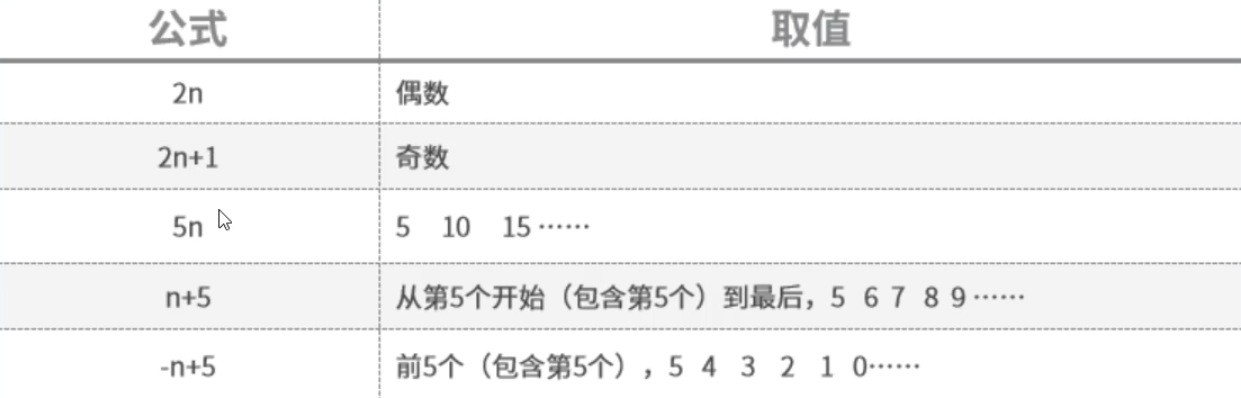 公式 取值
2n 偶数
2n+1 奇数
5n 5 10 15 ……
n+5 从第5个开始（包含第5个）到最后，5 6 7 8 9 ……
-n+5 前5个（包含第5个），5 4 3 2 1 0……